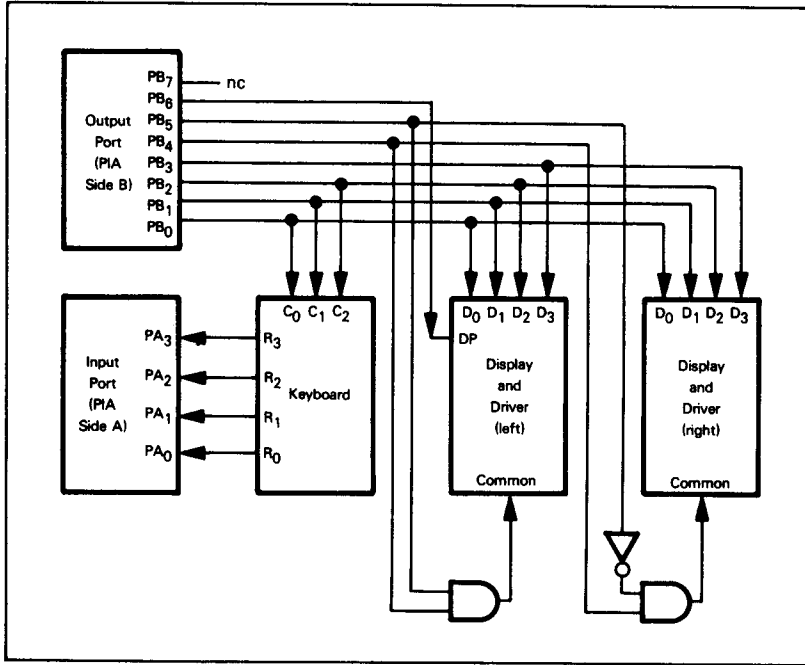 Output
Port
(PIA
Side B)
PB7
PB6
PB5
PB4
PB3
PB2
PB1
PB0
nc
Input
Port
(PIA
Side A)
PA3
PA2
PA1
PA0
C0 C1 C2
R3
R2
R1
R0
Keyboard
D0 D1 D2 D3
DP
Display
and
Driver
(left)
Common
D0 D1 D2 D3
Display
and
Driver
(right)
Common